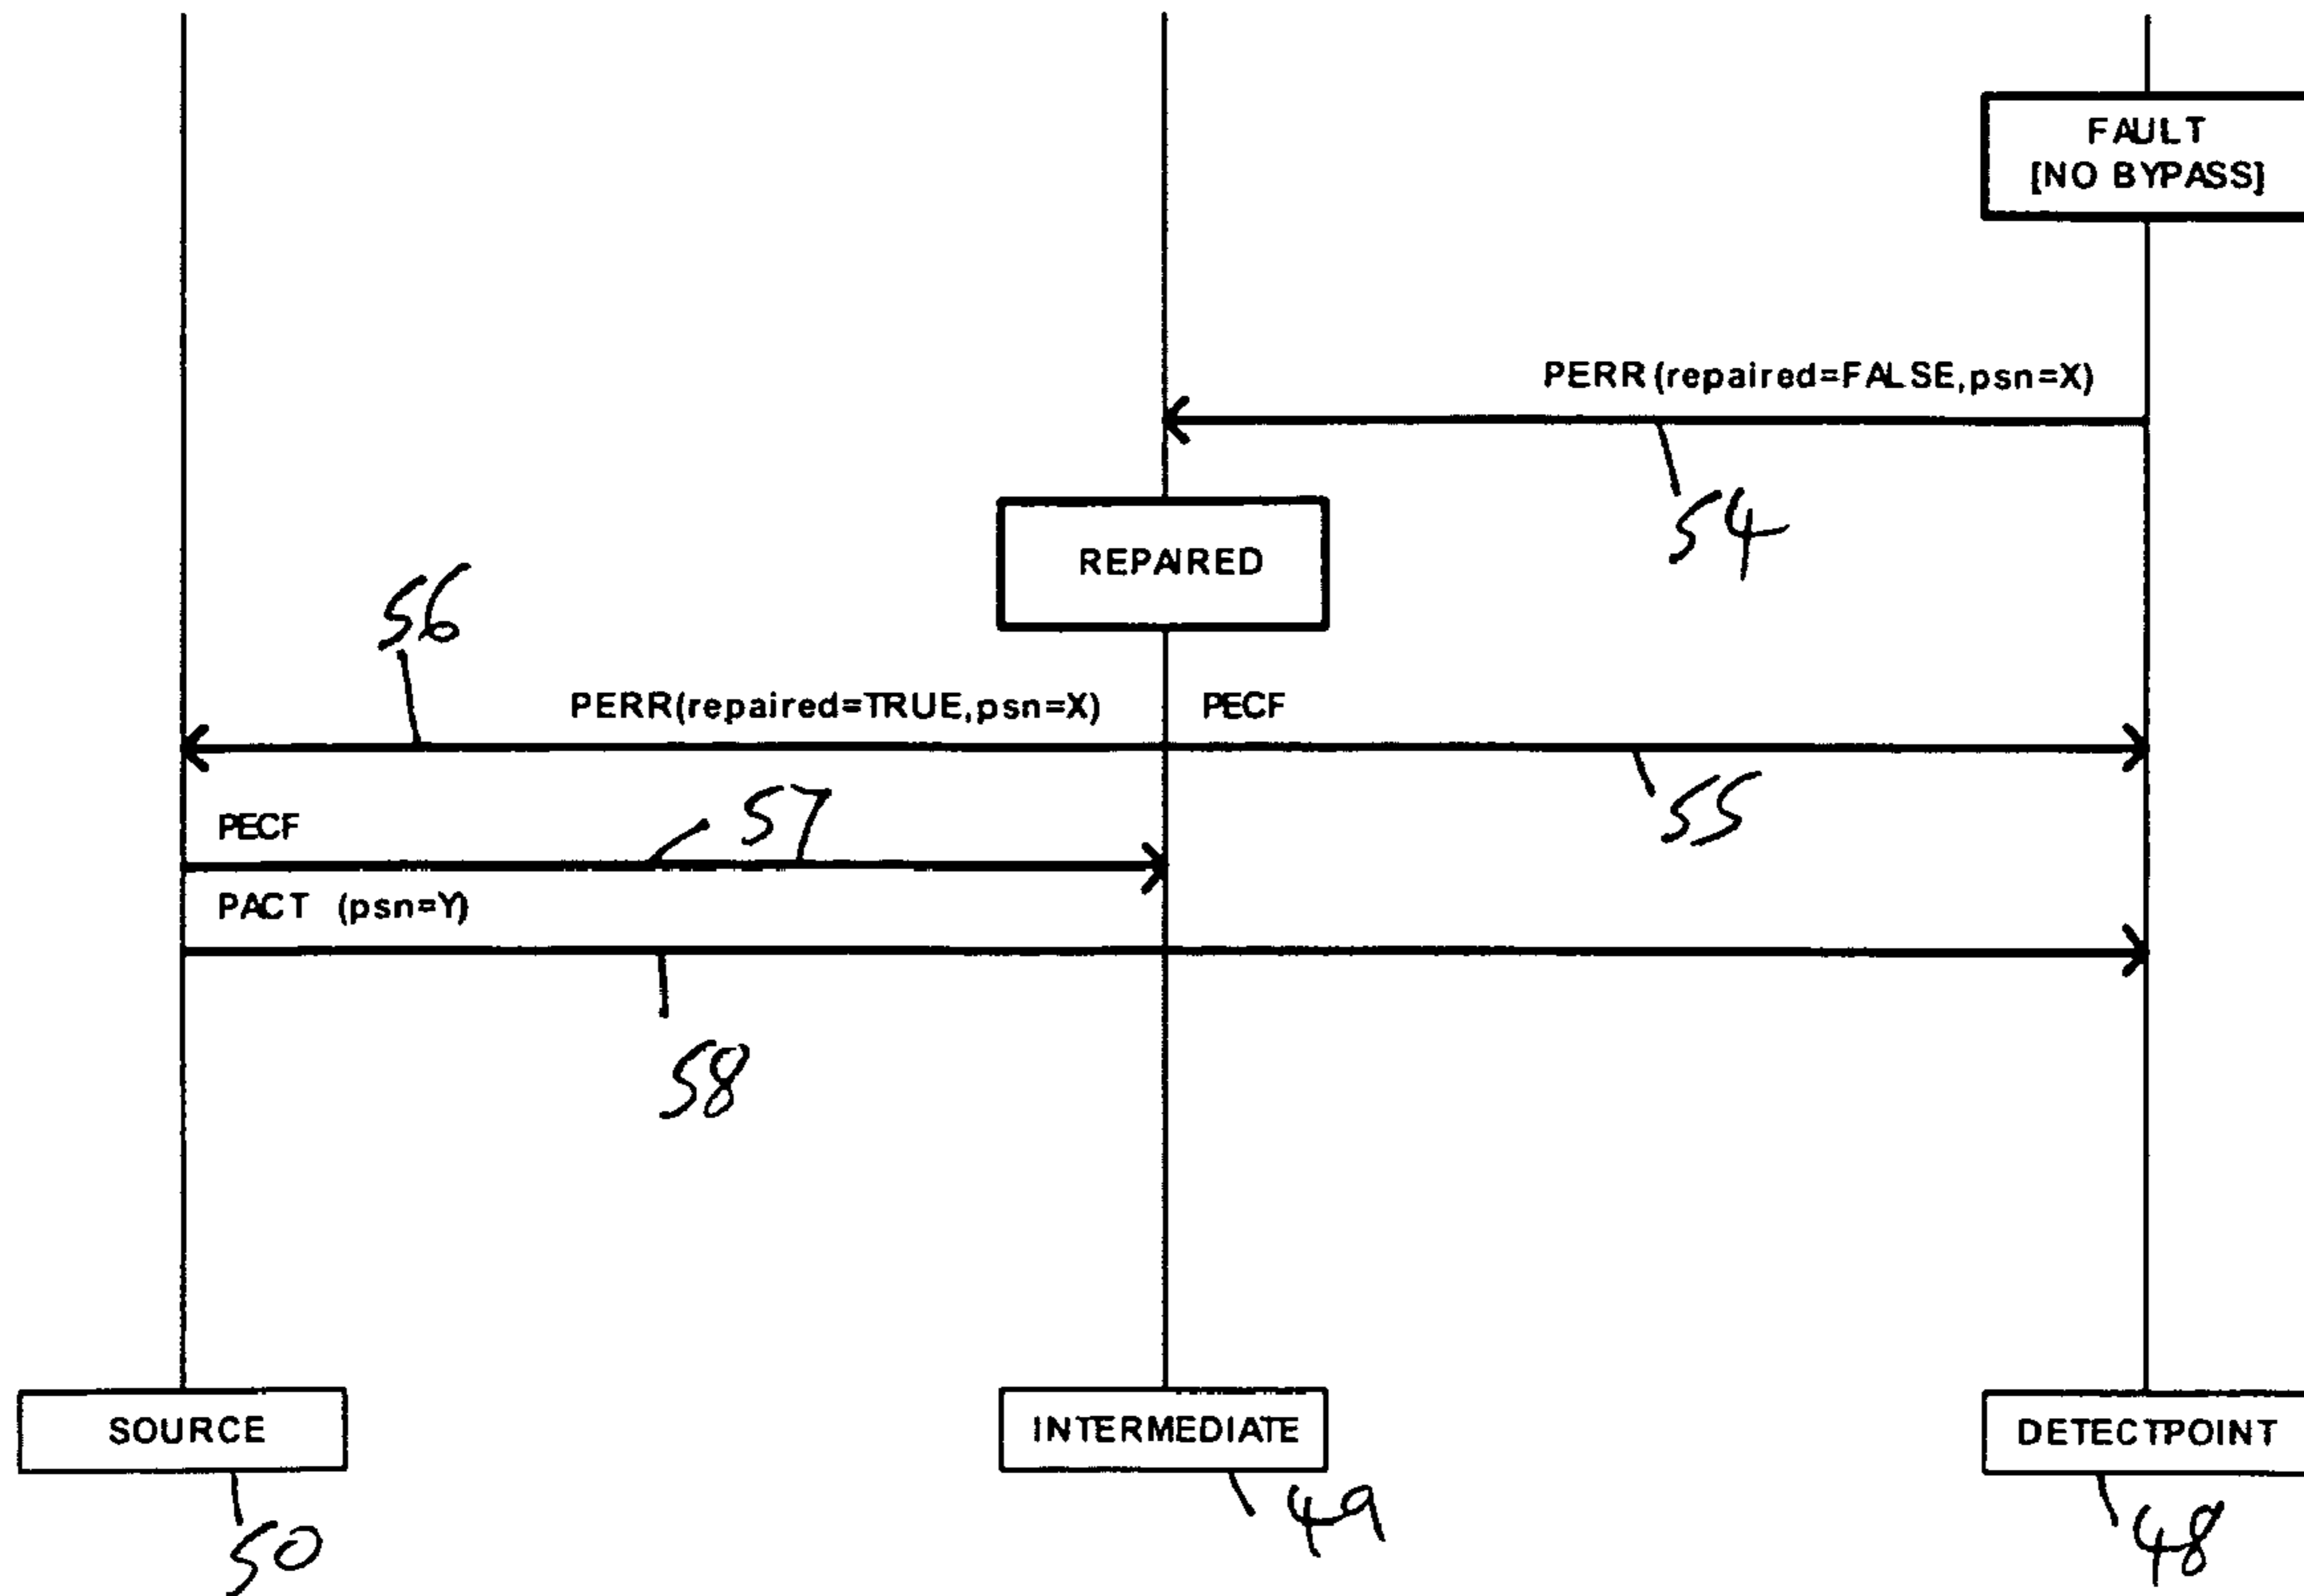 FAULT
[NO BYPASS]
PERR (repaired=FALSE,psn=X)
54
REPAIRED
56
PERR(repaired=TRUE,psn=X)
PECF
55
57
PECF
PACT (psn=Y)
58
SOURCE
INTERMEDIATE
DETECTPOINT
50
49
48